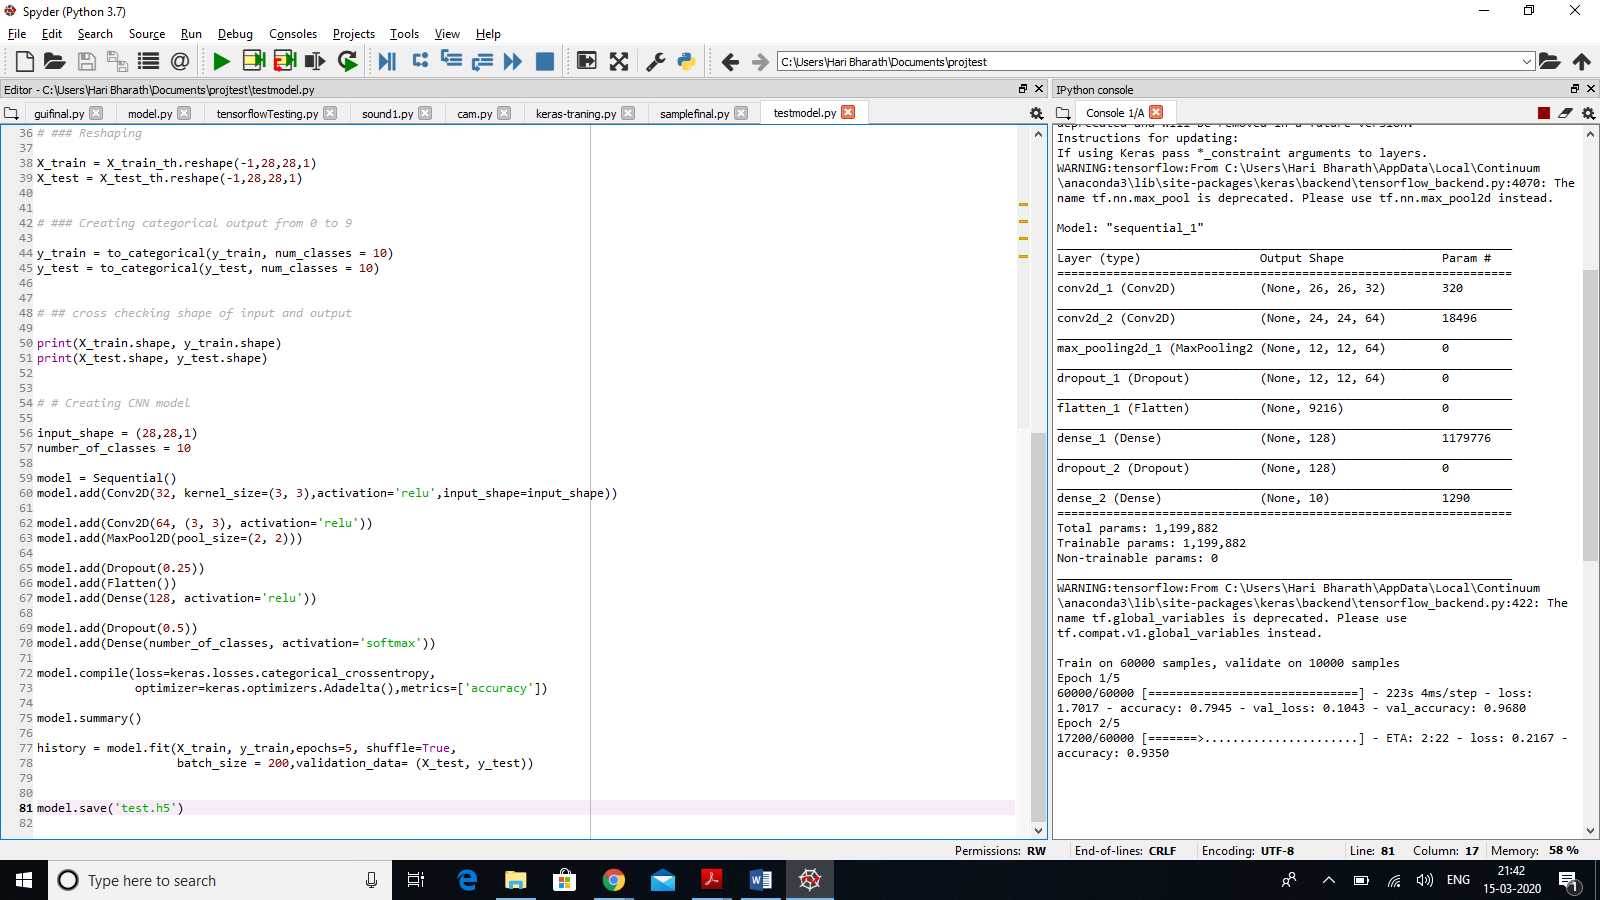 Spyder (Python 3.7)
File Edit Search Source Run Debug Consoles Projects Tools View Help
C:\Users\Hari Bharath\Documents\projtest
Editor - C:\Users\Hari Bharath\Documents\projtest\testmodel.py
guifinal.py model.py tensorflowTesting.py sound1.py cam.py keras-traning.py samplefinal.py testmodel.py
36 # ### Reshaping
37
38 X_train = X_train_th.reshape(-1,28,28,1)
39 X_test = X_test_th.reshape(-1,28,28,1)
40
41
42 # ### Creating categorical output from 0 to 9
43
44 y_train = to_categorical(y_train, num_classes = 10)
45 y_test = to_categorical(y_test, num_classes = 10)
46
47
48 # ## cross checking shape of input and output
49
50 print(X_train.shape, y_train.shape)
51 print(X_test.shape, y_test.shape)
52
53
54 # # Creating CNN model
55
56 input_shape = (28,28,1)
57 number_of_classes = 10
58
59 model = Sequential()
60 model.add(Conv2D(32, kernel_size=(3, 3),activation='relu',input_shape=input_shape))
61
62 model.add(Conv2D(64, (3, 3), activation='relu'))
63 model.add(MaxPool2D(pool_size=(2, 2)))
64
65 model.add(Dropout(0.25))
66 model.add(Flatten())
67 model.add(Dense(128, activation='relu'))
68
69 model.add(Dropout(0.5))
70 model.add(Dense(number_of_classes, activation='softmax'))
71
72 model.compile(loss=keras.losses.categorical_crossentropy,
73 optimizer=keras.optimizers.Adadelta(),metrics=['accuracy'])
74
75 model.summary()
76
77 history = model.fit(X_train, y_train,epochs=5, shuffle=True,
78 batch_size = 200,validation_data= (X_test, y_test))
79
80
81 model.save('test.h5')
82
IPython console
Console 1/A
deprecated and will be removed in a future version.
Instructions for updating:
If using Keras pass *_constraint arguments to layers.
WARNING:tensorflow:From C:\Users\Hari Bharath\AppData\Local\Continuum
\anaconda3\lib\site-packages\keras\backend\tensorflow_backend.py:4070: The
name tf.nn.max_pool is deprecated. Please use tf.nn.max_pool2d instead.
Model: "sequential_1"
Layer (type) Output Shape Param #
=================================================================
conv2d_1 (Conv2D) (None, 26, 26, 32) 320
conv2d_2 (Conv2D) (None, 24, 24, 64) 18496
max_pooling2d_1 (MaxPooling2 (None, 12, 12, 64) 0
dropout_1 (Dropout) (None, 12, 12, 64) 0
flatten_1 (Flatten) (None, 9216) 0
dense_1 (Dense) (None, 128) 1179776
dropout_2 (Dropout) (None, 128) 0
dense_2 (Dense) (None, 10) 1290
=================================================================
Total params: 1,199,882
Trainable params: 1,199,882
Non-trainable params: 0
WARNING:tensorflow:From C:\Users\Hari Bharath\AppData\Local\Continuum
\anaconda3\lib\site-packages\keras\backend\tensorflow_backend.py:422: The
name tf.global_variables is deprecated. Please use
tf.compat.v1.global_variables instead.
Train on 60000 samples, validate on 10000 samples
Epoch 1/5
60000/60000 [==============================] - 223s 4ms/step - loss:
1.7017 - accuracy: 0.7945 - val_loss: 0.1043 - val_accuracy: 0.9680
Epoch 2/5
17200/60000 [=======>......................] - ETA: 2:22 - loss: 0.2167 -
accuracy: 0.9350
Permissions: RW End-of-lines: CRLF Encoding: UTF-8 Line: 81 Column: 17 Memory: 58 %
Type here to search
ENG
21:42
15-03-2020
1